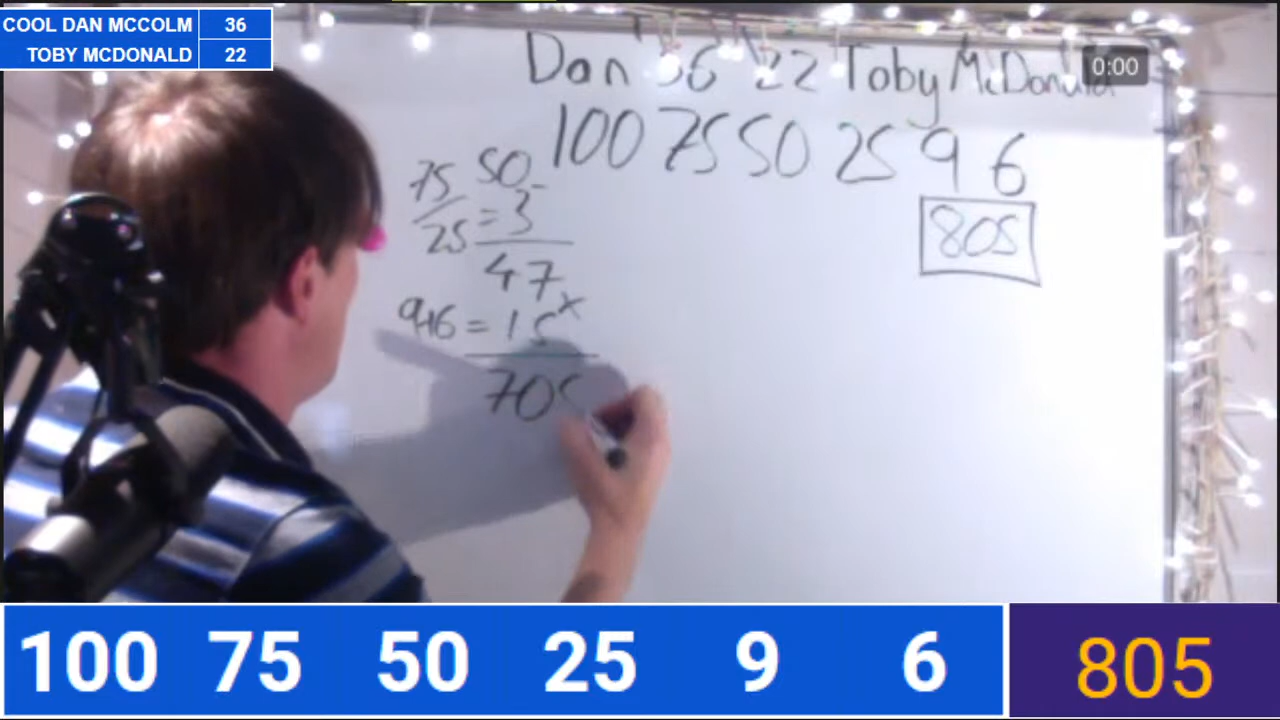 COOL DAN MCCOLM 36
TOBY MCDONALD 22
Dan 36 22 Toby McDonald
0:00
100 75 50 25 9 6
805
75 50 -
25 = 3
47
9+6 = 15 x
705
100 75 50 25 9 6 805